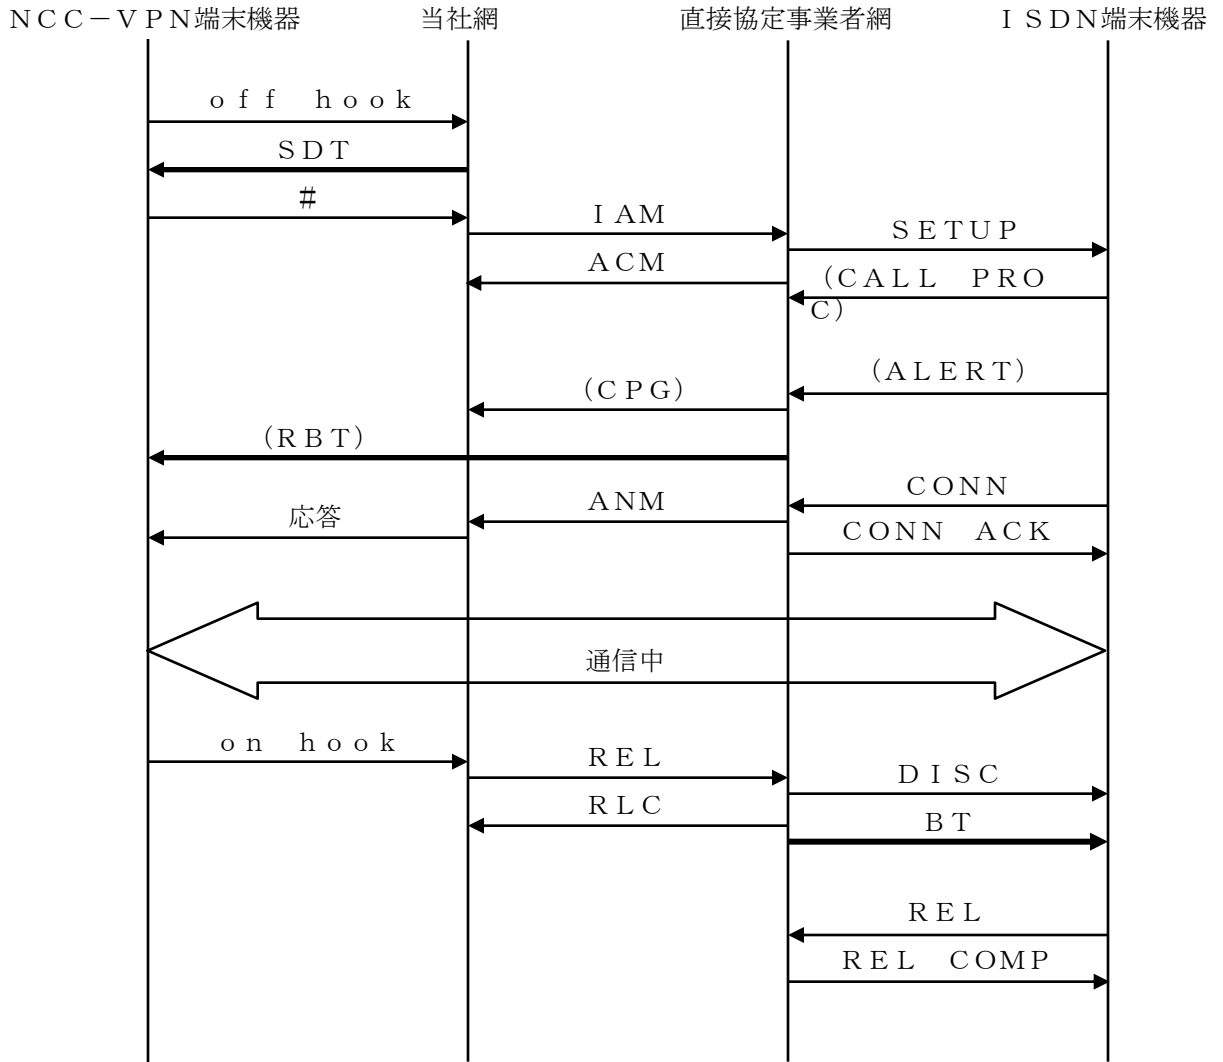 NCC－VPN端末機器
当社網
直接協定事業者網
ISDN端末機器
off hook
SDT
#
IAM
SETUP
ACM
(CALL PRO
C)
(ALERT)
(CPG)
(RBT)
CONN
ANM
応答
CONN ACK
通信中
on hook
REL
DISC
RLC
BT
REL
REL COMP